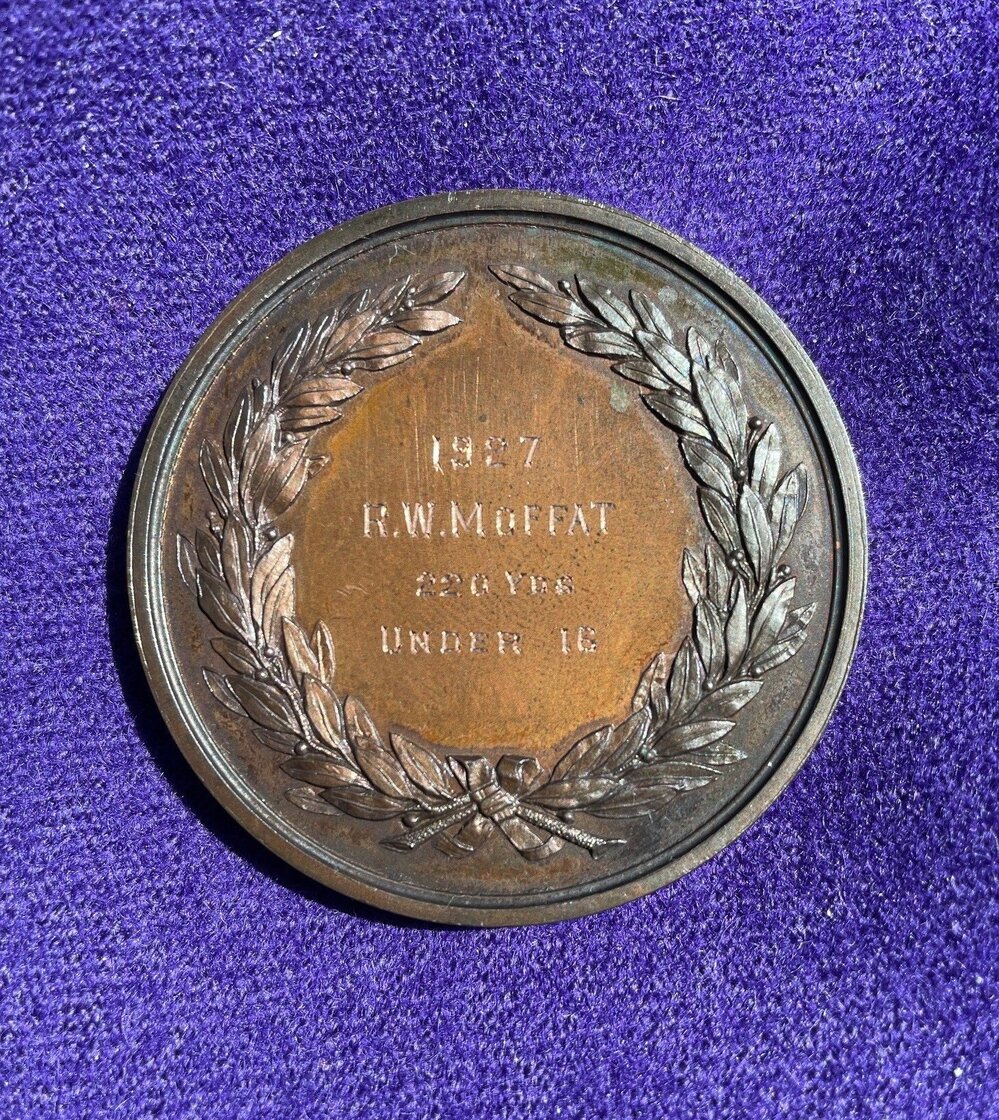 1927
R.W.MOFFAT
220 YDS
UNDER 16